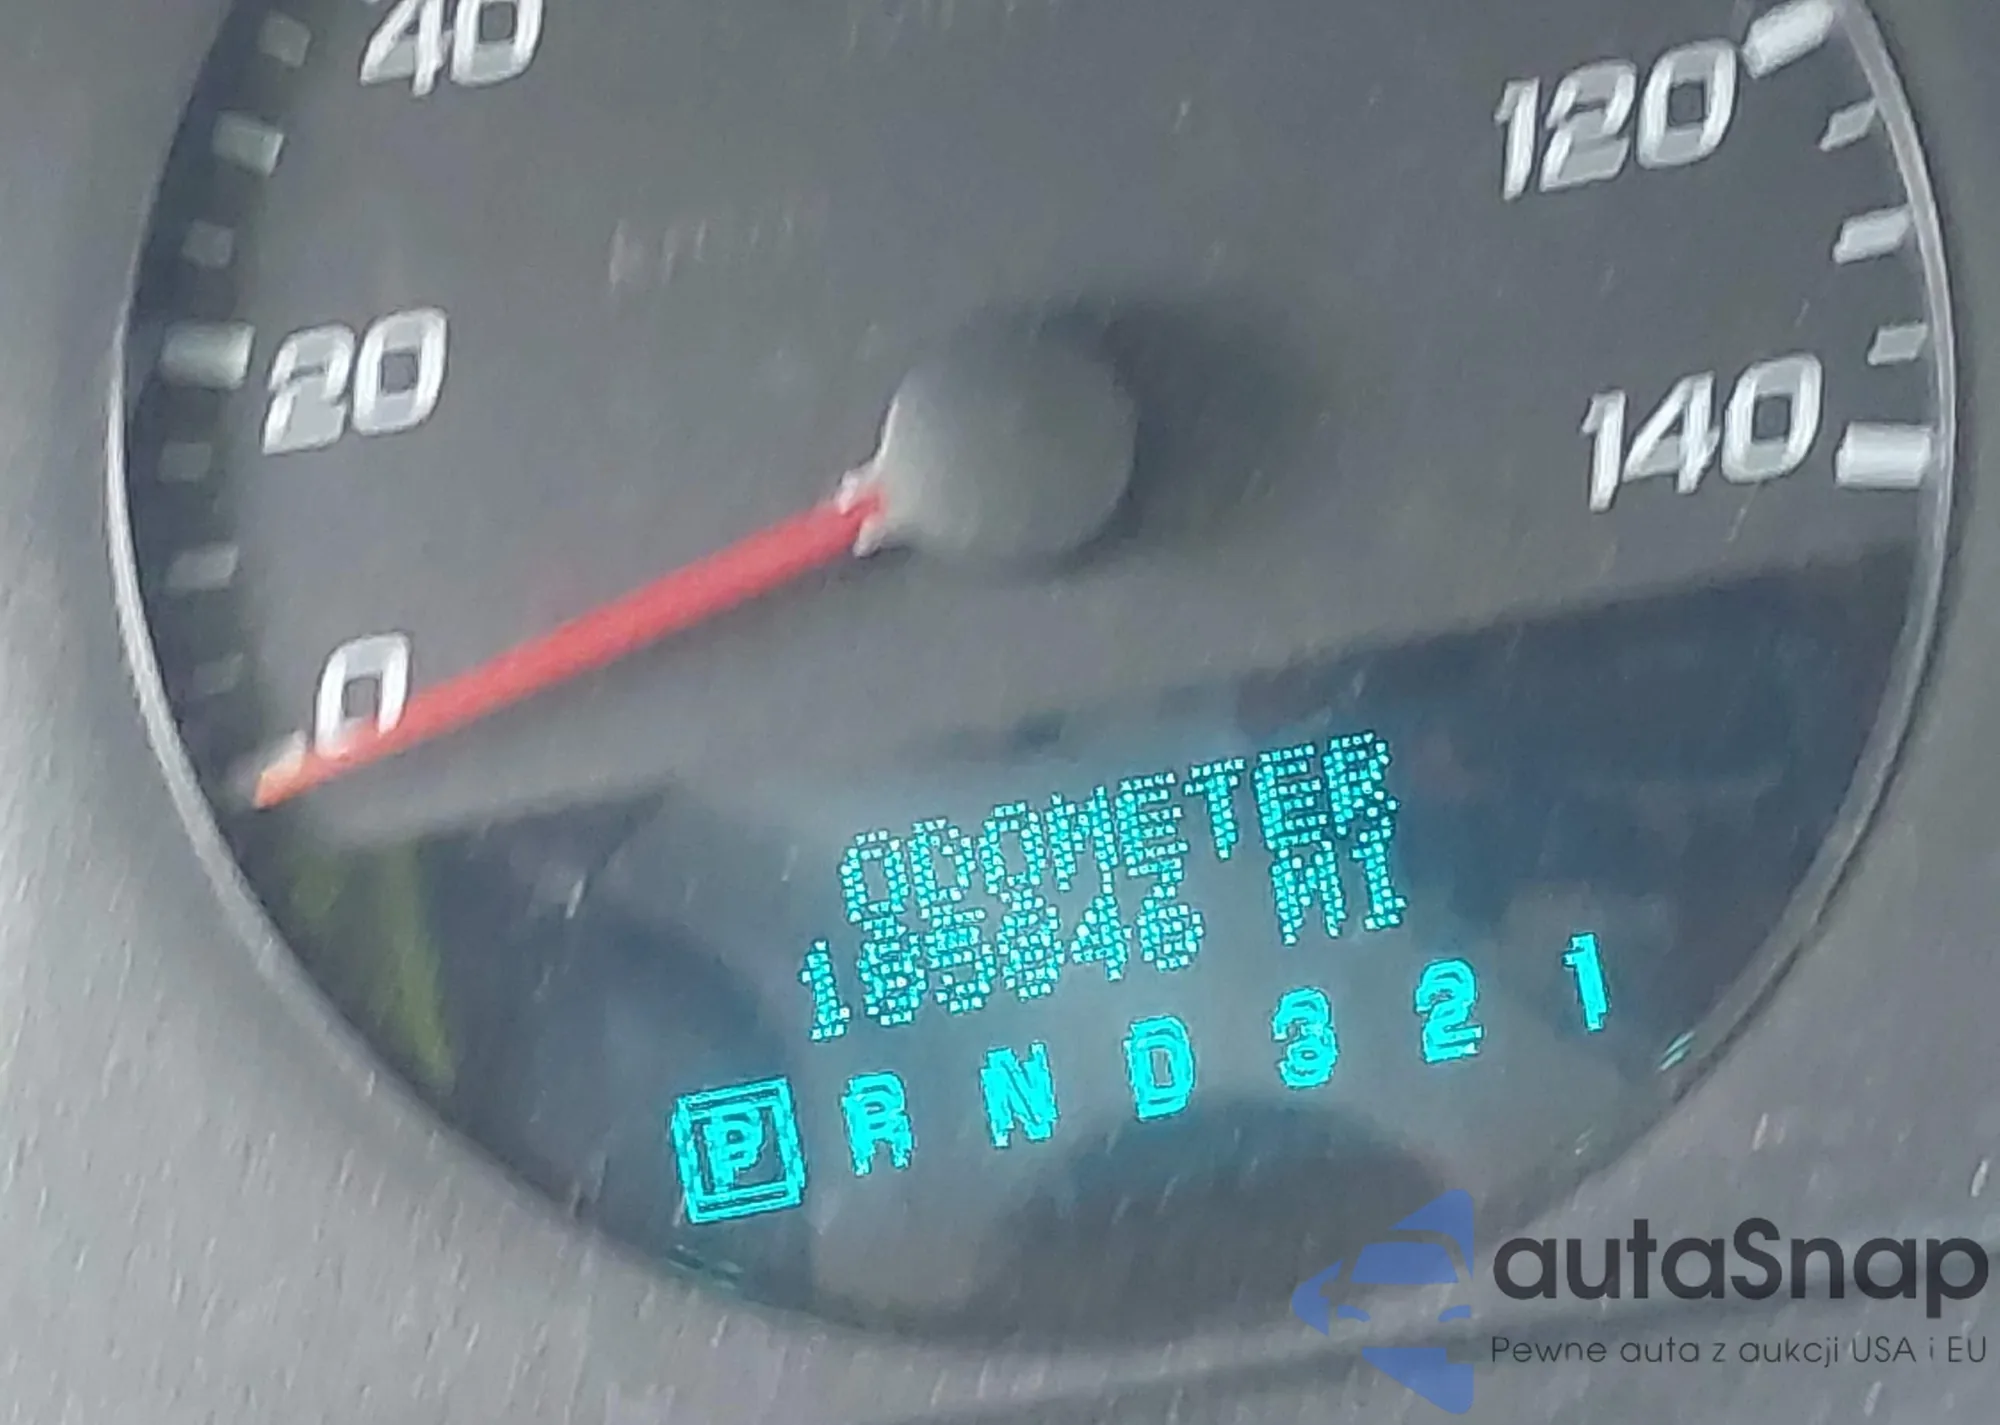 40
120
20
140
0
ODOMETER
MI
P R N D 3 2 1
autaSnap
Pewne auta z aukcji USA i EU